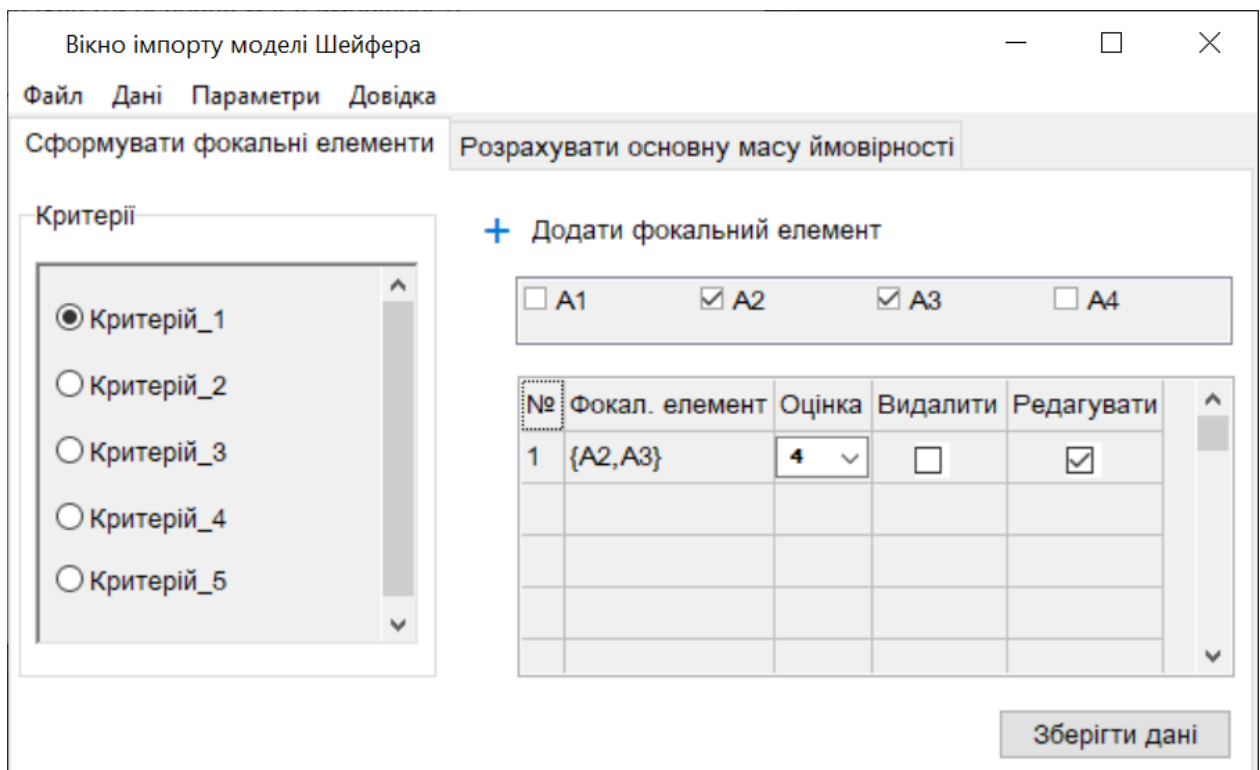 Вікно імпорту моделі Шейфера
Файл Дані Параметри Довідка
Сформувати фокальні елементи Розрахувати основну масу ймовірності
Критерії
Критерій_1
Критерій_2
Критерій_3
Критерій_4
Критерій_5
+ Додати фокальний елемент
A1 A2 A3 A4
№ Фокал. елемент Оцінка Видалити Редагувати
1 {A2,A3} 4
Зберігти дані